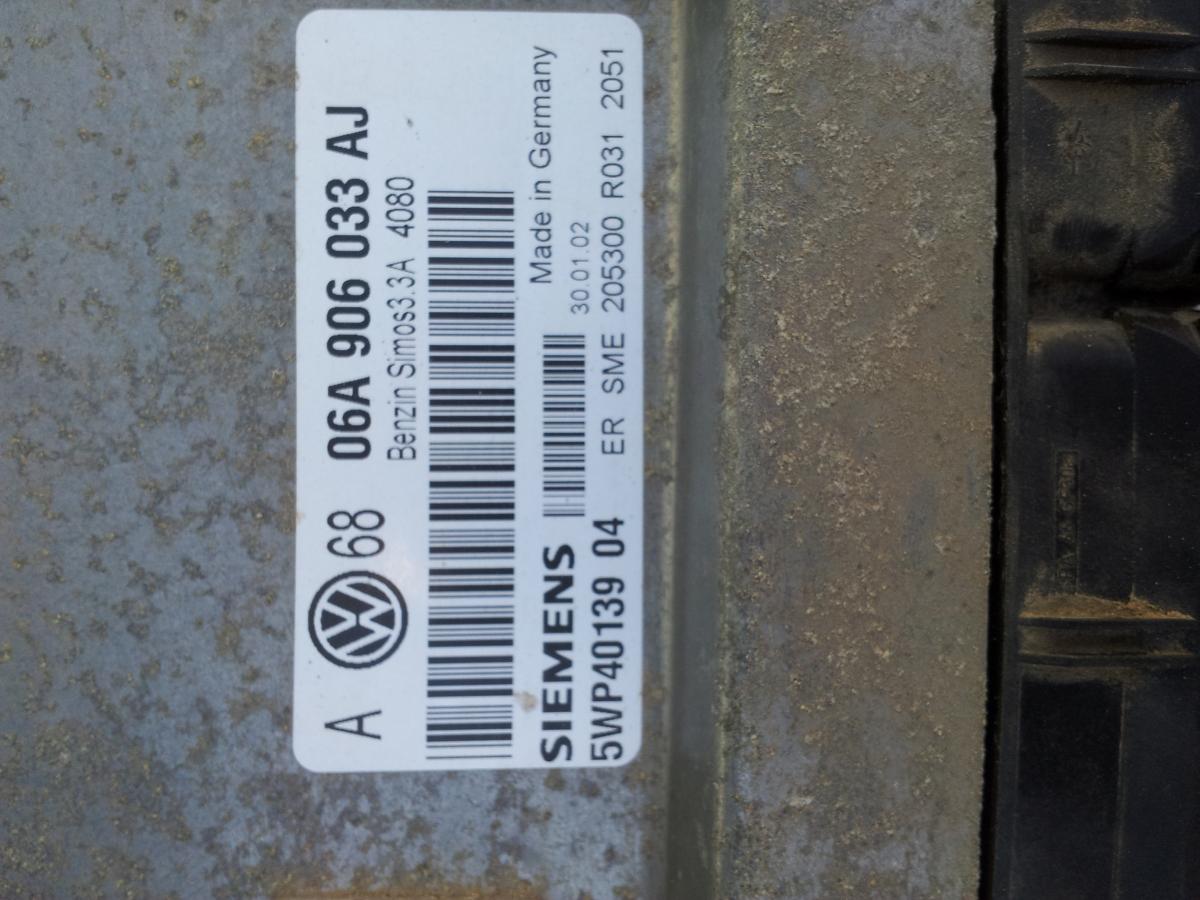 A 68 06A 906 033 AJ
Benzin Simos3.3A 4080
SIEMENS Made in Germany
30.01.02
5WP40139 04 ER SME 205300 R031 2051